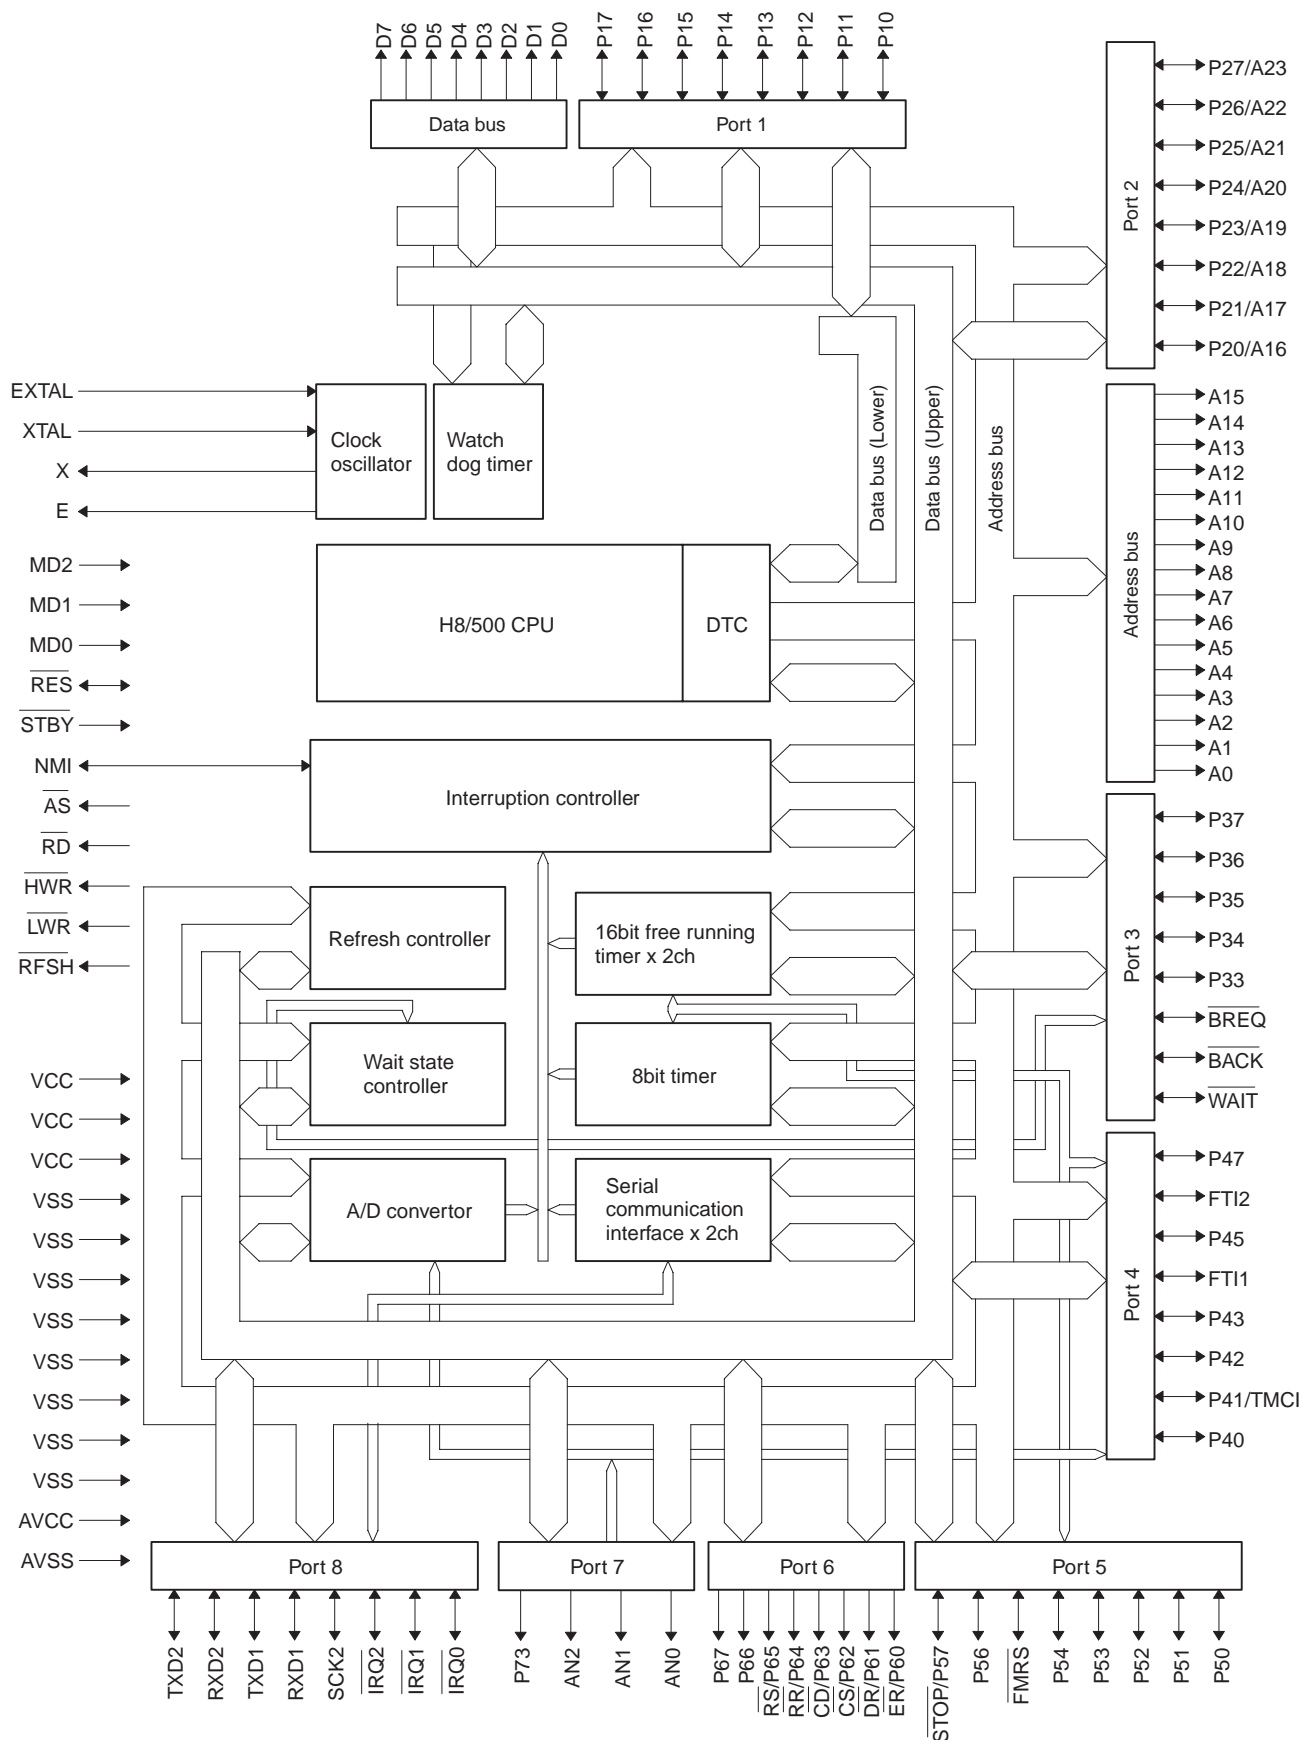 D7
D6
D5
D4
D3
D2
D1
D0
P17
P16
P15
P14
P13
P12
P11
P10
Data bus
Port 1
Port 2
P27/A23
P26/A22
P25/A21
P24/A20
P23/A19
P22/A18
P21/A17
P20/A16
EXTAL
XTAL
X
E
Clock
oscillator
Watch
dog timer
Data bus (Lower)
Data bus (Upper)
Address bus
Address bus
A15
A14
A13
A12
A11
A10
A9
A8
A7
A6
A5
A4
A3
A2
A1
A0
MD2
MD1
MD0
RES
STBY
NMI
AS
RD
HWR
LWR
RFSH
H8/500 CPU
DTC
Interruption controller
Refresh controller
16bit free running
timer x 2ch
Wait state
controller
8bit timer
A/D convertor
Serial
communication
interface x 2ch
Port 3
P37
P36
P35
P34
P33
BREQ
BACK
WAIT
VCC
VCC
VCC
VSS
VSS
VSS
VSS
VSS
VSS
VSS
VSS
AVCC
AVSS
Port 4
P47
FTI2
P45
FTI1
P43
P42
P41/TMCI
P40
Port 8
Port 7
Port 6
Port 5
TXD2
RXD2
TXD1
RXD1
SCK2
IRQ2
IRQ1
IRQ0
P73
AN2
AN1
AN0
P67
P66
RS/P65
RR/P64
CD/P63
CS/P62
DR/P61
ER/P60
STOP/P57
P56
FMRS
P54
P53
P52
P51
P50